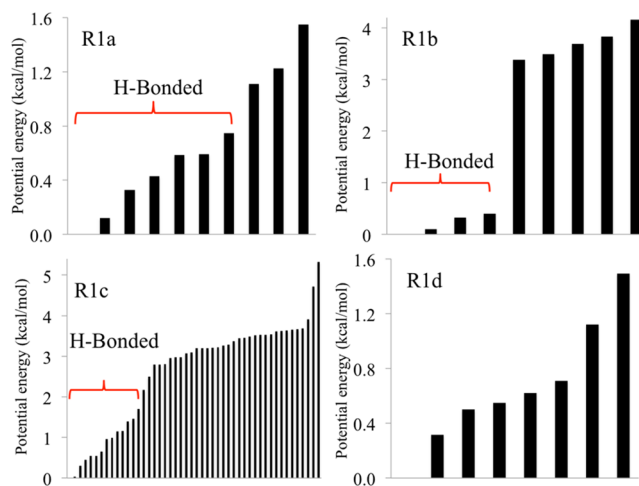 R1a
H-Bonded
Potential energy (kcal/mol)
1.6
1.2
0.8
0.4
0.0
R1b
H-Bonded
Potential energy (kcal/mol)
4
3
2
1
0
R1c
H-Bonded
Potential energy (kcal/mol)
5
4
3
2
1
0
R1d
Potential energy (kcal/mol)
1.6
1.2
0.8
0.4
0.0